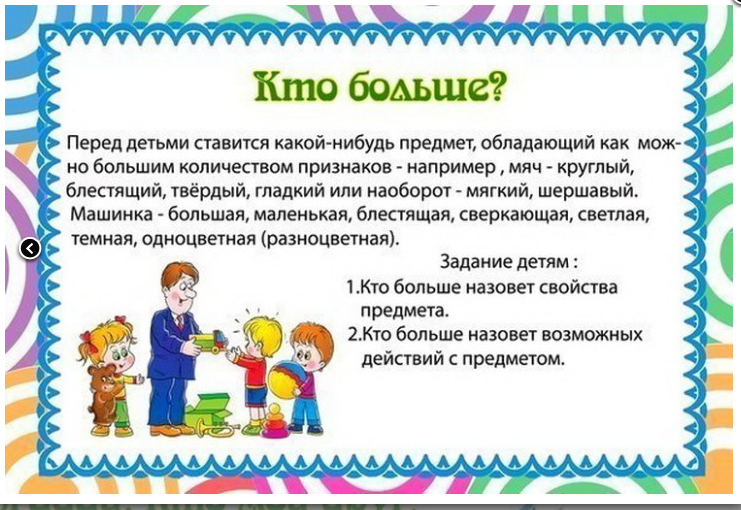 Кто больше?
Перед детьми ставится какой-нибудь предмет, обладающий как мож-
но большим количеством признаков - например , мяч - круглый,
блестящий, твёрдый, гладкий или наоборот - мягкий, шершавый.
Машинка - большая, маленькая, блестящая, сверкающая, светлая,
темная, одноцветная (разноцветная).
Задание детям :
1.Кто больше назовет свойства
предмета.
2.Кто больше назовет возможных
действий с предметом.